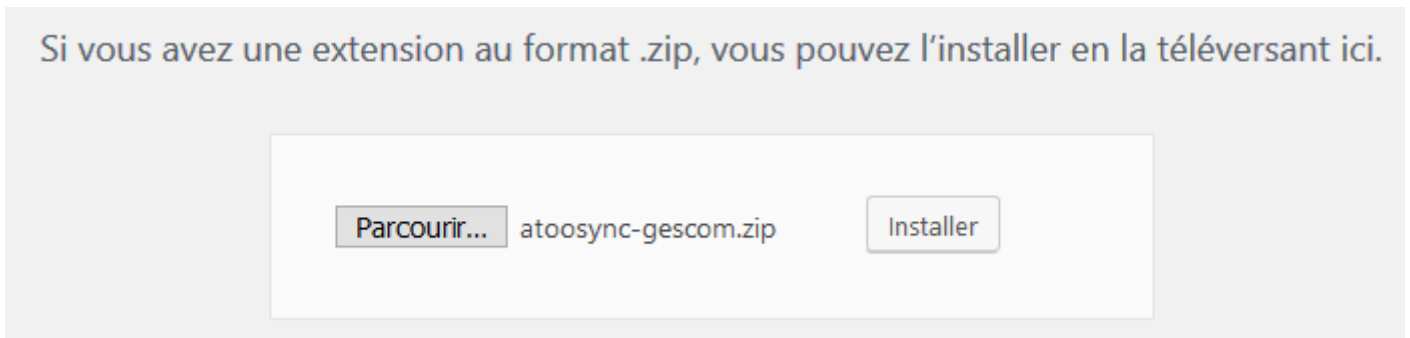 Si vous avez une extension au format .zip, vous pouvez l’installer en la téléversant ici.
Parcourir... atoosync-gescom.zip Installer